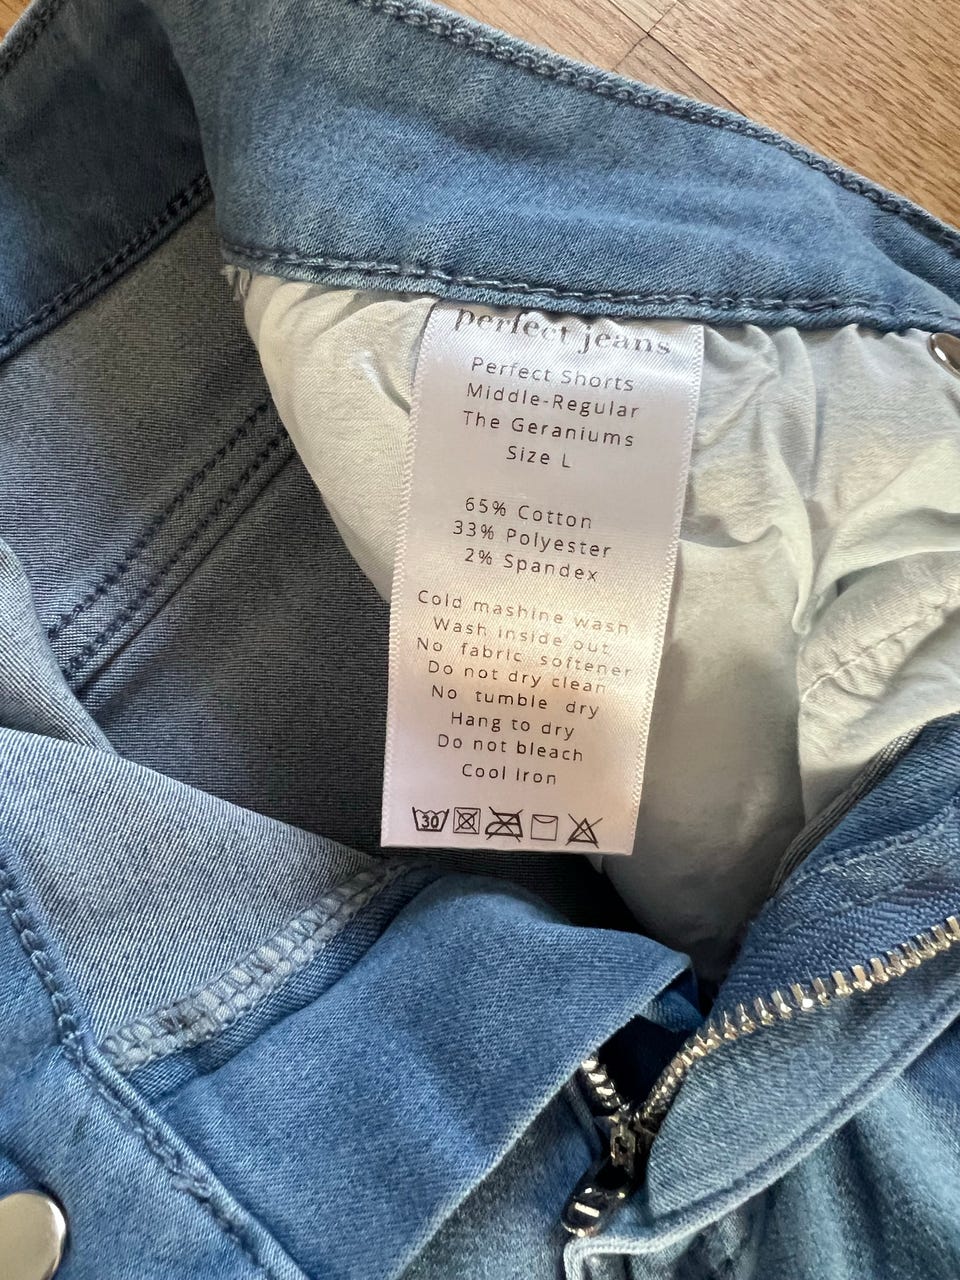 perfect jeans
Perfect Shorts
Middle-Regular
The Geraniums
Size L
65% Cotton
33% Polyester
2% Spandex
Cold mashine wash
Wash inside out
No fabric softener
Do not dry clean
No tumble dry
Hang to dry
Do not bleach
Cool iron
30